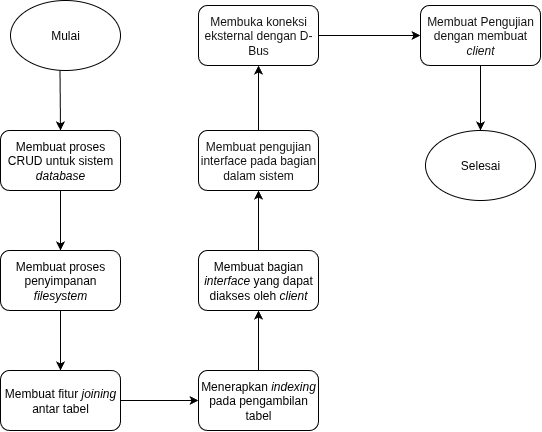 Mulai
Membuat proses
CRUD untuk sistem
database
Membuat proses
penyimpanan
filesystem
Membuat fitur joining
antar tabel
Menerapkan indexing
pada pengambilan
tabel
Membuat bagian
interface yang dapat
diakses oleh client
Membuat pengujian
interface pada bagian
dalam sistem
Membuka koneksi
eksternal dengan D-
Bus
Membuat Pengujian
dengan membuat
client
Selesai